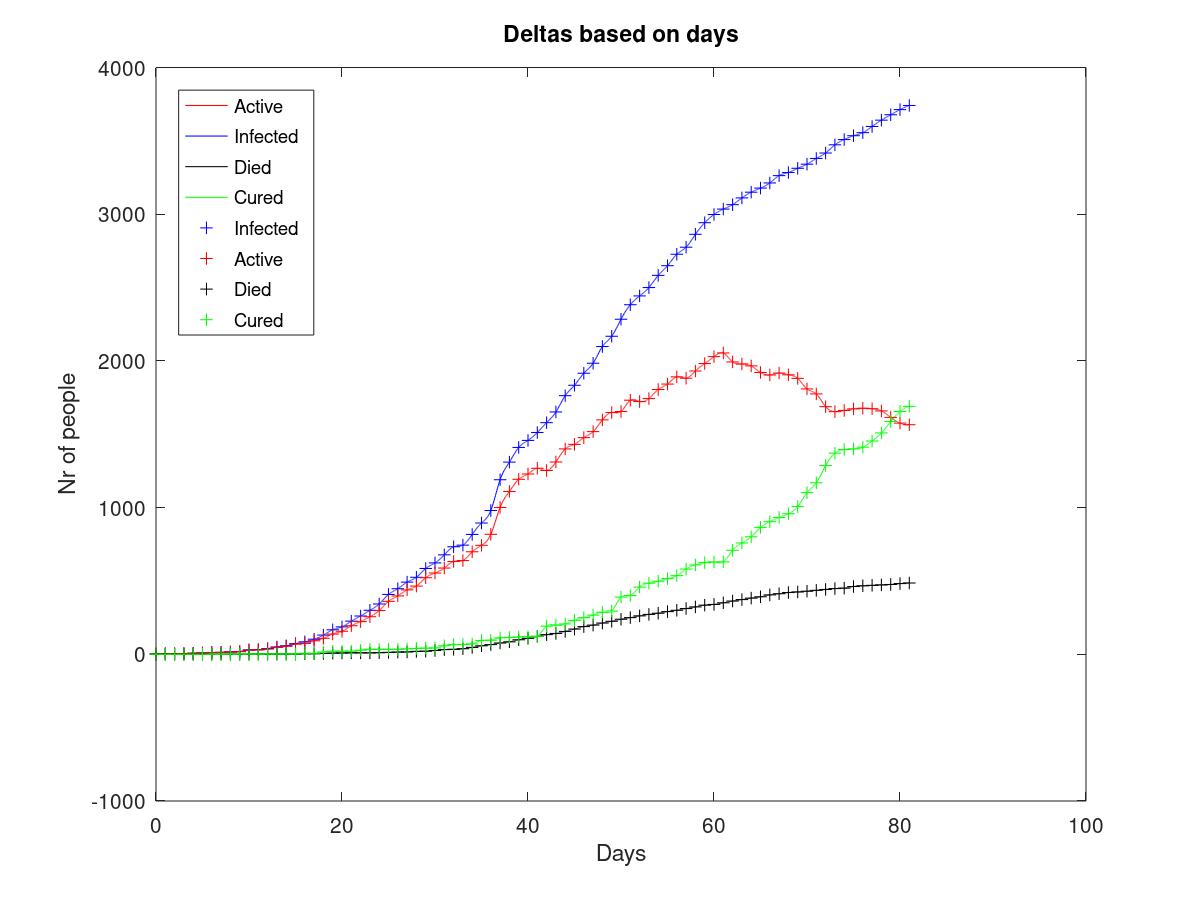 Deltas based on days
4000
3000
2000
1000
0
-1000
Nr of people
Active
Infected
Died
Cured
Infected
Active
Died
Cured
0 20 40 60 80 100
Days